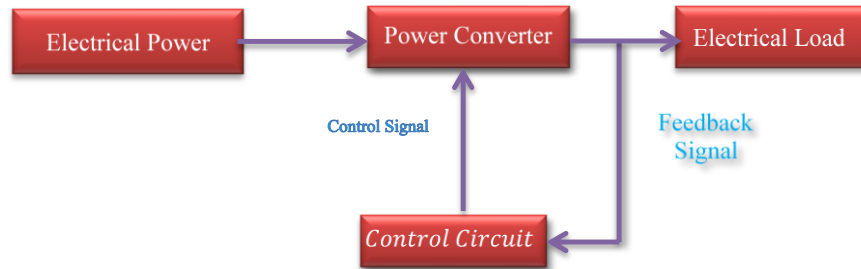 Electrical Power
Power Converter
Electrical Load
Control Signal
Feedback
Signal
Control Circuit